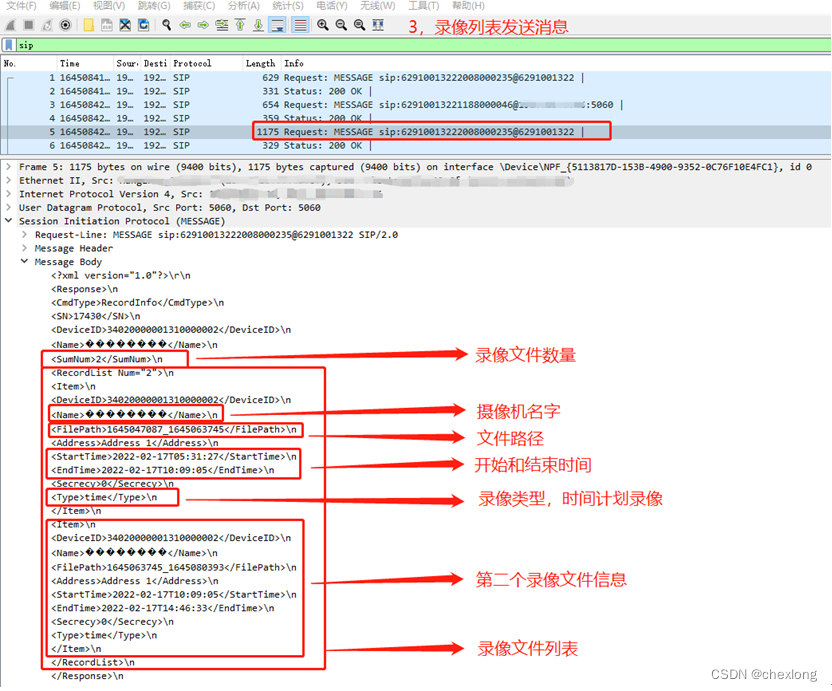 文件(F) 编辑(E) 视图(V) 跳转(G) 捕获(C) 分析(A) 统计(S) 电话(Y) 无线(W) 工具(T) 帮助(H)
3，录像列表发送消息
sip
No. Time Sour Desti Protocol Length Info
1 16450841… 19… 192… SIP 629 Request: MESSAGE sip:62910013222008000235@6291001322 |
2 16450841… 19… 192… SIP 331 Status: 200 OK |
3 16450842… 19… 192… SIP 654 Request: MESSAGE sip:62910013221188000046@ :5060 |
4 16450842… 19… 192… SIP 359 Status: 200 OK |
5 16450842… 19… 192… SIP 1175 Request: MESSAGE sip:62910013222008000235@6291001322 |
6 16450842… 19… 192… SIP 329 Status: 200 OK |
Frame 5: 1175 bytes on wire (9400 bits), 1175 bytes captured (9400 bits) on interface \Device\NPF_{5113817D-153B-4900-9352-0C76F10E4FC1}, id 0
Ethernet II, Src:
Internet Protocol Version 4, Src:
User Datagram Protocol, Src Port: 5060, Dst Port: 5060
Session Initiation Protocol (MESSAGE)
Request-Line: MESSAGE sip:62910013222008000235@6291001322 SIP/2.0
Message Header
Message Body
<?xml version="1.0"?>\r\n
<Response>\n
<CmdType>RecordInfo</CmdType>\n
<SN>17430</SN>\n
<DeviceID>34020000001310000002</DeviceID>\n
<Name>���������</Name>\n
<SumNum>2</SumNum>\n
录像文件数量
<RecordList Num="2">\n
<Item>\n
<DeviceID>34020000001310000002</DeviceID>\n
<Name>���������</Name>\n
摄像机名字
<FilePath>1645047087_1645063745</FilePath>\n
文件路径
<Address>Address 1</Address>\n
<StartTime>2022-02-17T05:31:27</StartTime>\n
<EndTime>2022-02-17T10:09:05</EndTime>\n
开始和结束时间
<Secrecy>0</Secrecy>\n
<Type>time</Type>\n
录像类型，时间计划录像
</Item>\n
<Item>\n
<DeviceID>34020000001310000002</DeviceID>\n
<Name>���������</Name>\n
<FilePath>1645063745_1645080393</FilePath>\n
<Address>Address 1</Address>\n
第二个录像文件信息
<StartTime>2022-02-17T10:09:05</StartTime>\n
<EndTime>2022-02-17T14:46:33</EndTime>\n
<Secrecy>0</Secrecy>\n
<Type>time</Type>\n
</Item>\n
录像文件列表
</RecordList>\n
</Response>\n
CSDN @chexlong